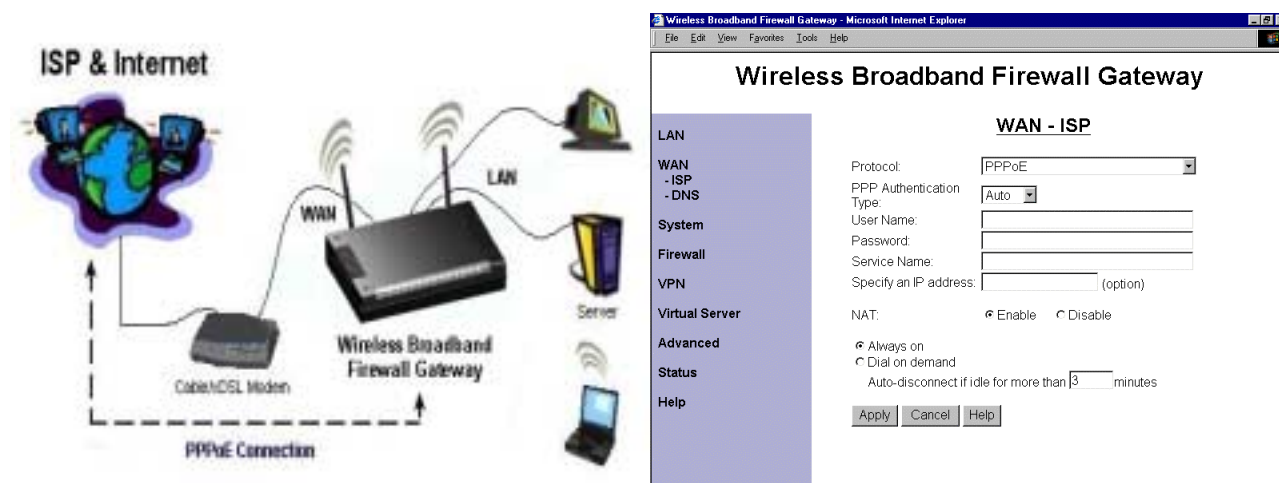 ISP & Internet
LAN
WAN
Server
Wireless Broadband
Firewall Gateway
Cable/xDSL Modem
PPPoE Connection
Wireless Broadband Firewall Gateway - Microsoft Internet Explorer
File Edit View Favorites Tools Help
Wireless Broadband Firewall Gateway
LAN
WAN
- ISP
- DNS
System
Firewall
VPN
Virtual Server
Advanced
Status
Help
WAN - ISP
Protocol: PPPoE
PPP Authentication
Type: Auto
User Name:
Password:
Service Name:
Specify an IP address: (option)
NAT: Enable Disable
Always on
Dial on demand
Auto-disconnect if idle for more than 3 minutes
Apply Cancel Help